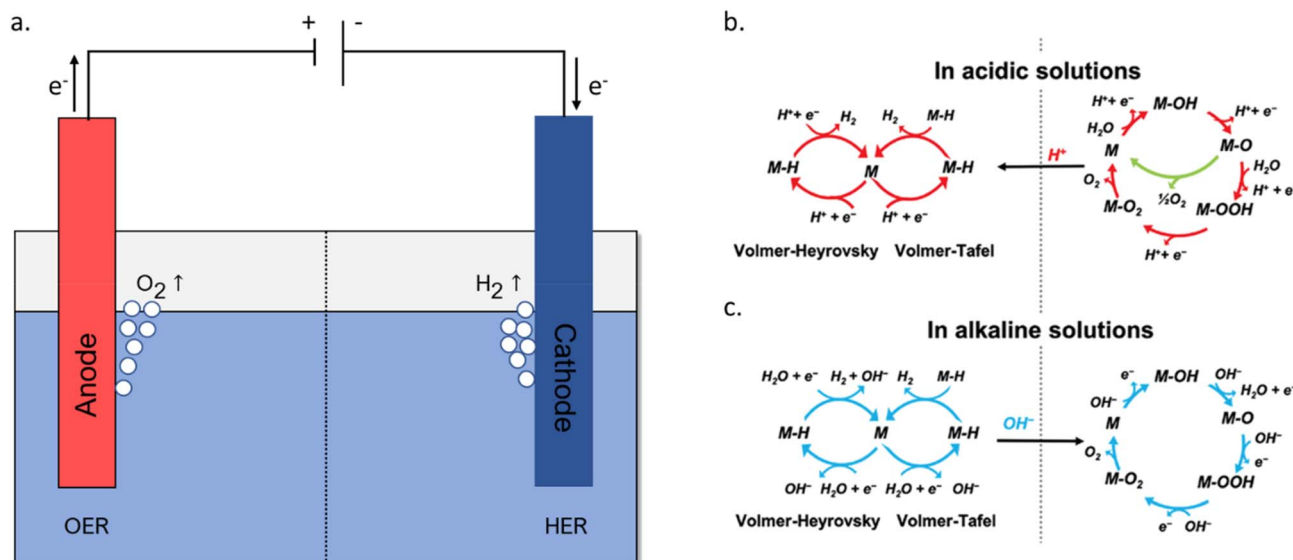 a.
+ -
e-
e-
O2 ↑
H2 ↑
Anode
Cathode
OER
HER
b.
In acidic solutions
H⁺+ e⁻
H₂
H₂
M-H
M-H
M
M-H
H⁺ + e⁻
H⁺ + e⁻
Volmer-Heyrovsky
Volmer-Tafel
H⁺
H⁺+ e⁻
M-OH
H⁺+ e⁻
H₂O
M
M-O
H₂O
O₂
½O₂
H⁺ + e
M-O₂
M-OOH
H⁺+ e⁻
c.
In alkaline solutions
H₂O + e⁻
H₂ + OH⁻
H₂
M-H
M-H
M
M-H
OH⁻
H₂O + e⁻
H₂O + e⁻
OH⁻
Volmer-Heyrovsky
Volmer-Tafel
OH⁻
e⁻
M-OH
OH⁻
OH⁻
H₂O + e⁻
M
M-O
O₂
OH⁻
e⁻
M-O₂
M-OOH
e⁻
OH⁻